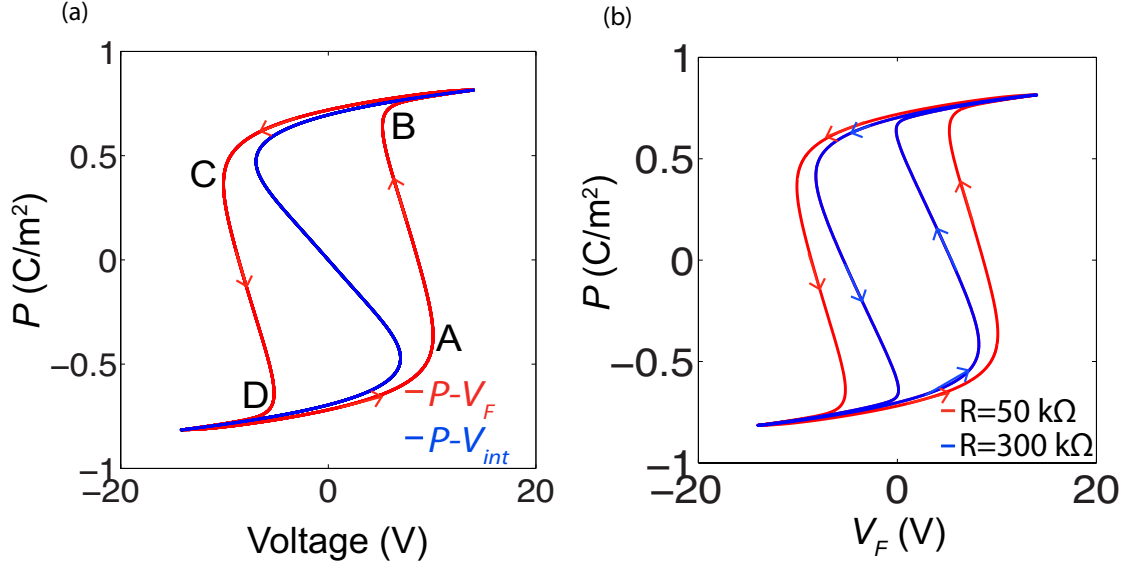 (a)
1
0.5
0
−0.5
−1
−20
0
20
P (C/m²)
Voltage (V)
A
B
C
D
P-V_F
P-V_int
(b)
1
0.5
0
−0.5
−1
−20
0
20
P (C/m²)
V_F (V)
R=50 kΩ
R=300 kΩ